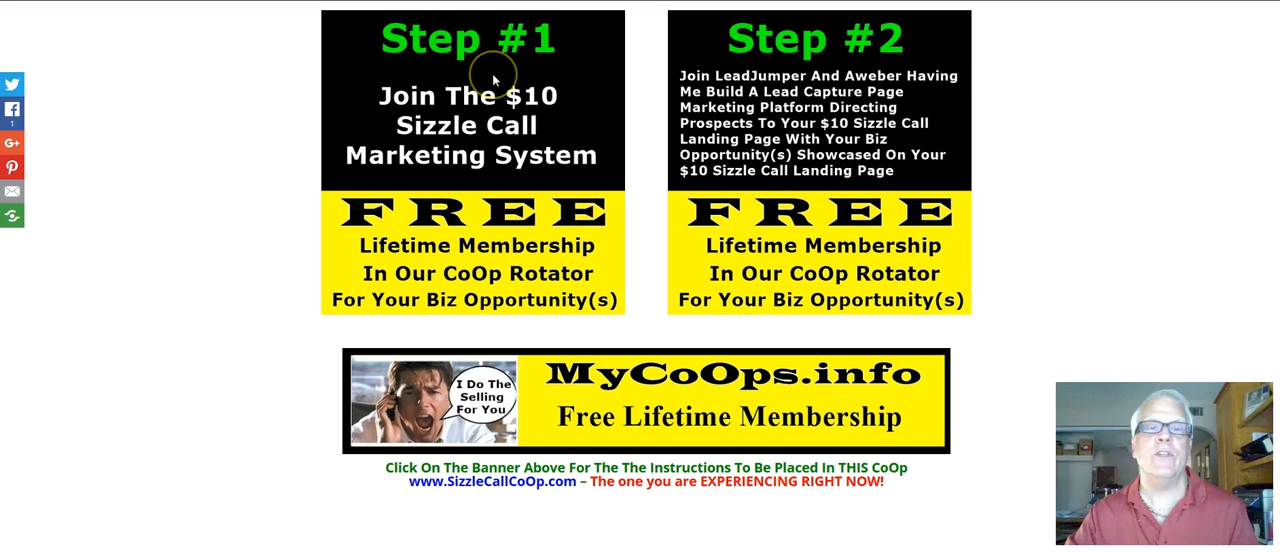 Step #1
Join The $10
Sizzle Call
Marketing System
FREE
Lifetime Membership
In Our CoOp Rotator
For Your Biz Opportunity(s)
Step #2
Join LeadJumper And Aweber Having
Me Build A Lead Capture Page
Marketing Platform Directing
Prospects To Your $10 Sizzle Call
Landing Page With Your Biz
Opportunity(s) Showcased On Your
$10 Sizzle Call Landing Page
FREE
Lifetime Membership
In Our CoOp Rotator
For Your Biz Opportunity(s)
1
I Do The
Selling
For You
MyCoOps.info
Free Lifetime Membership
Click On The Banner Above For The The Instructions To Be Placed In THIS CoOp
www.SizzleCallCoOp.com – The one you are EXPERIENCING RIGHT NOW!